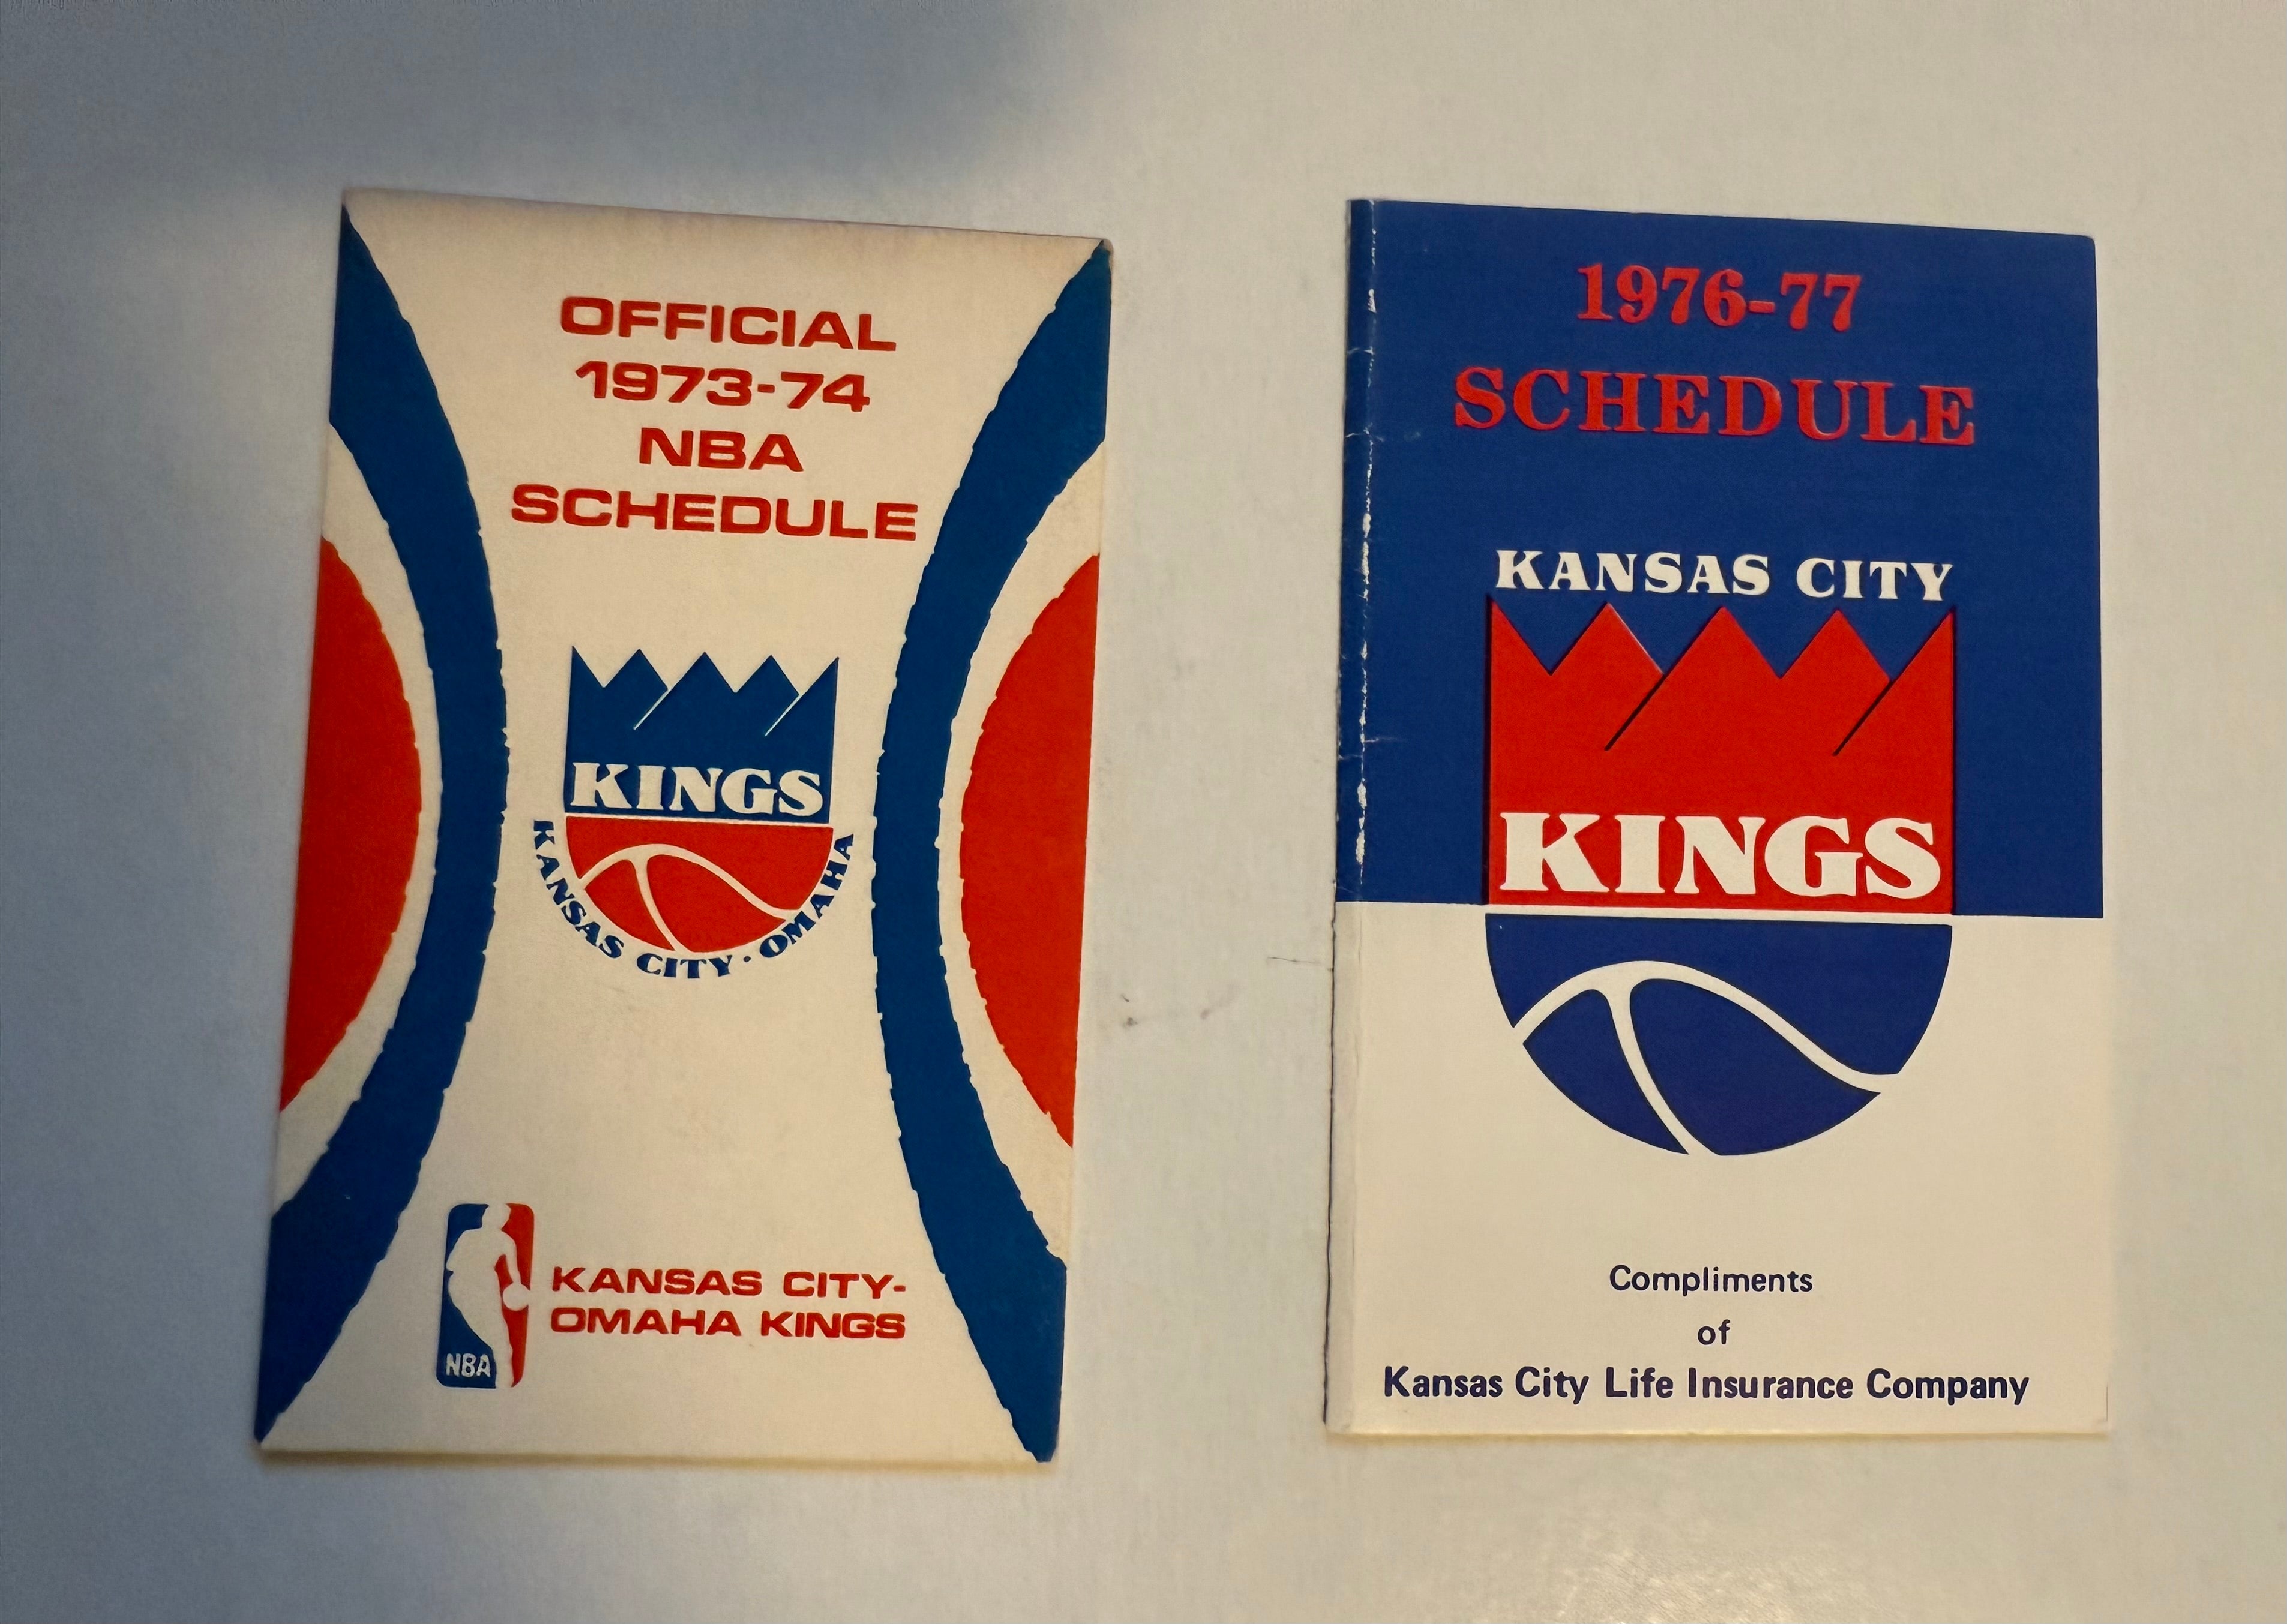 OFFICIAL
1973-74
NBA
SCHEDULE
KINGS
KANSAS CITY · OMAHA
NBA
KANSAS CITY-
OMAHA KINGS
1976-77
SCHEDULE
KANSAS CITY
KINGS
Compliments
of
Kansas City Life Insurance Company